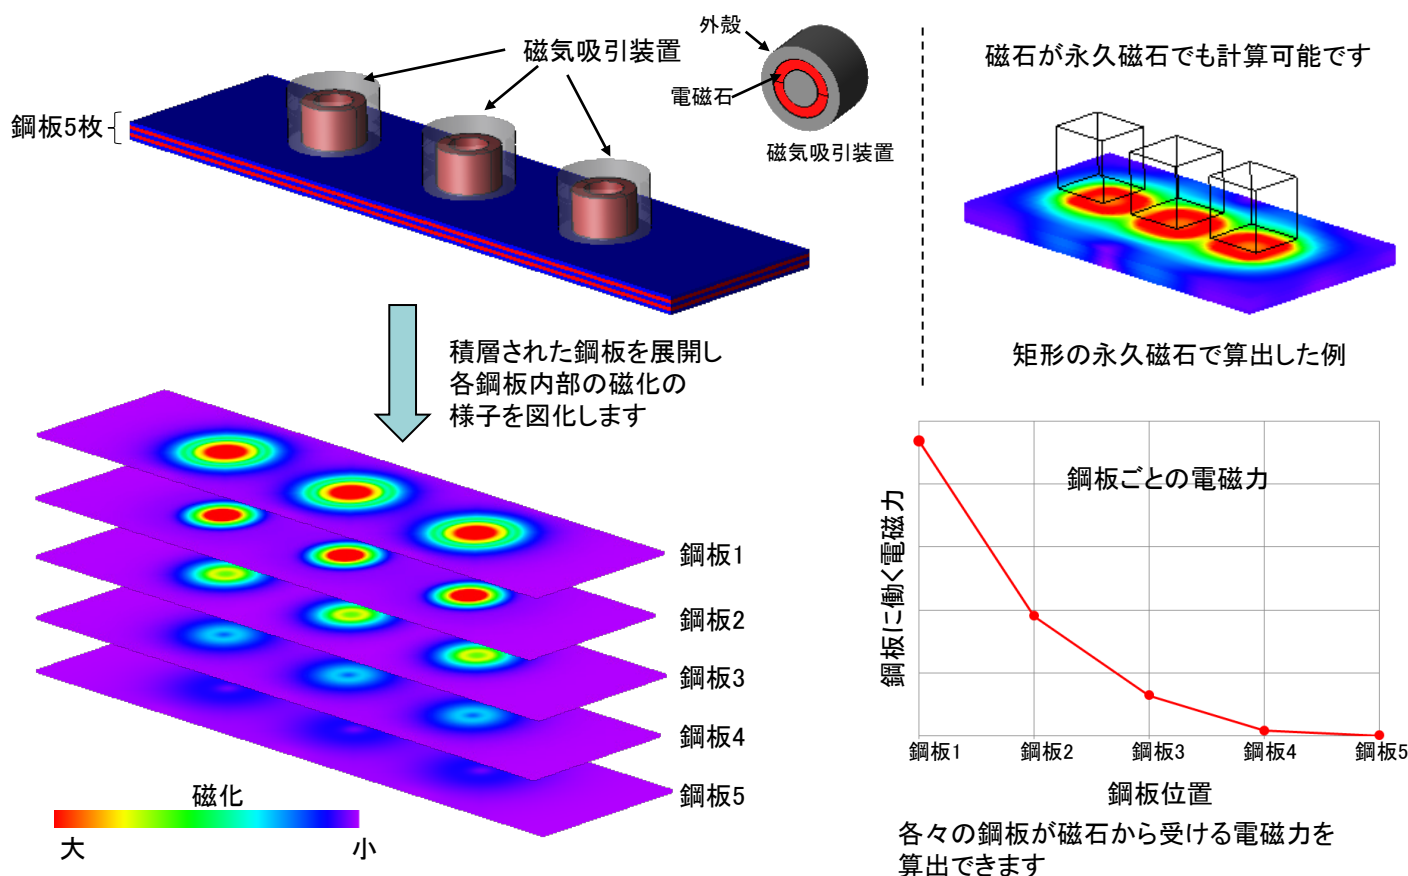 磁気吸引装置
鋼板5枚
外殻
電磁石
磁気吸引装置
積層された鋼板を展開し
各鋼板内部の磁化の
様子を図化します
鋼板1
鋼板2
鋼板3
鋼板4
鋼板5
磁化
大
小
磁石が永久磁石でも計算可能です
矩形の永久磁石で算出した例
鋼板ごとの電磁力
鋼板に働く電磁力
鋼板1
鋼板2
鋼板3
鋼板4
鋼板5
鋼板位置
各々の鋼板が磁石から受ける電磁力を
算出できます